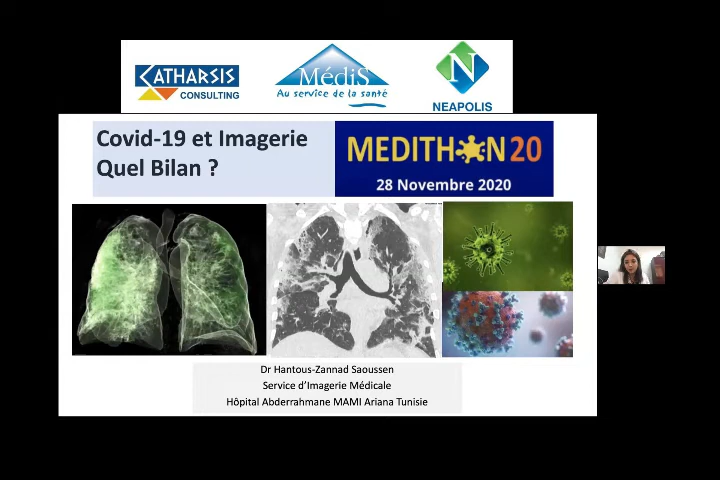 KATHARSIS
CONSULTING
MédiS
Au service de la santé
N
NEAPOLIS
Covid-19 et Imagerie
Quel Bilan ?
MEDITHON 20
28 Novembre 2020
Dr Hantous-Zannad Saoussen
Service d’Imagerie Médicale
Hôpital Abderrahmane MAMI Ariana Tunisie